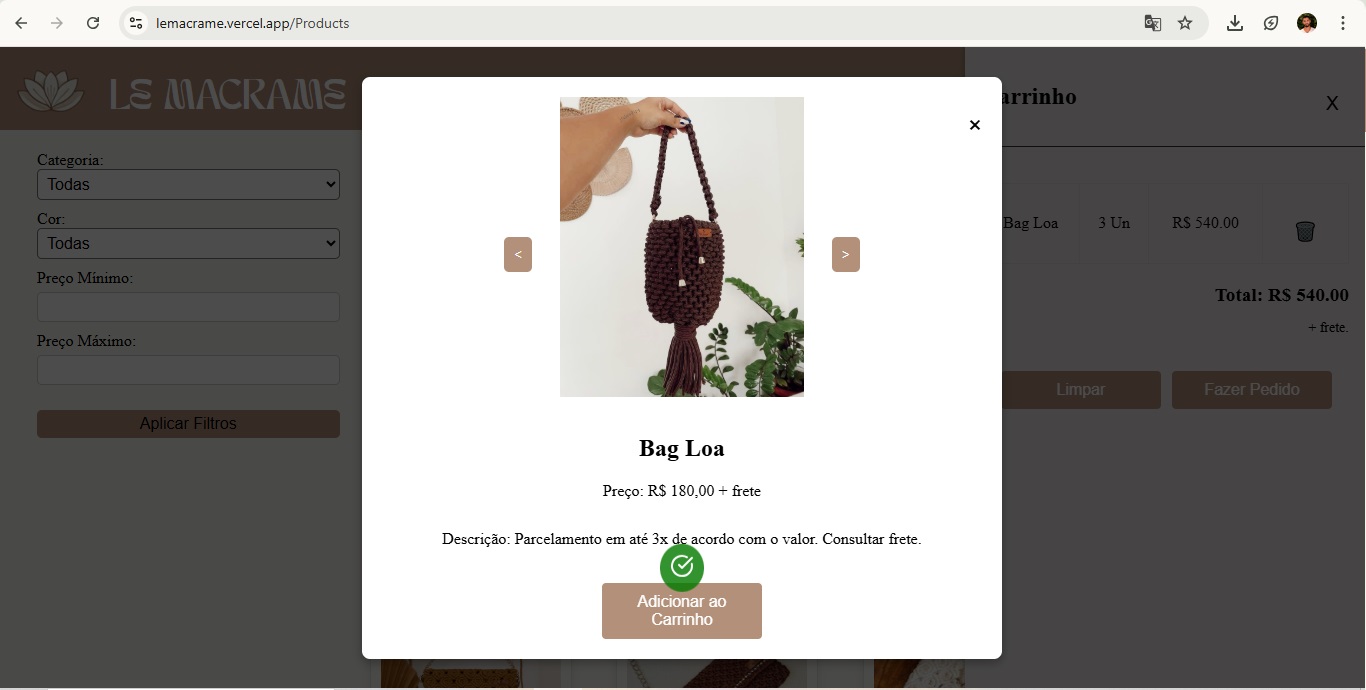 lemacrame.vercel.app/Products
LE MACRAME
Categoria:
Todas
Cor:
Todas
Preço Mínimo:
Preço Máximo:
Aplicar Filtros
<
>
Bag Loa
Preço: R$ 180,00 + frete
Descrição: Parcelamento em até 3x de acordo com o valor. Consultar frete.
Adicionar ao
Carrinho
arrinho
X
Bag Loa 3 Un R$ 540.00
Total: R$ 540.00
+ frete.
Limpar Fazer Pedido